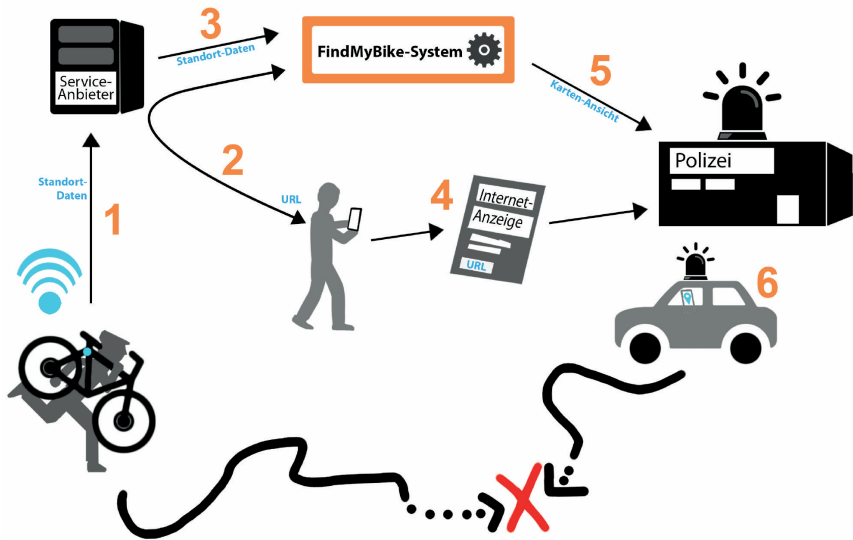 3
Standort-Daten
FindMyBike-System
Service-
Anbieter
5
Karten-Ansicht
Polizei
2
URL
Standort-
Daten
1
4
Internet-
Anzeige
URL
6